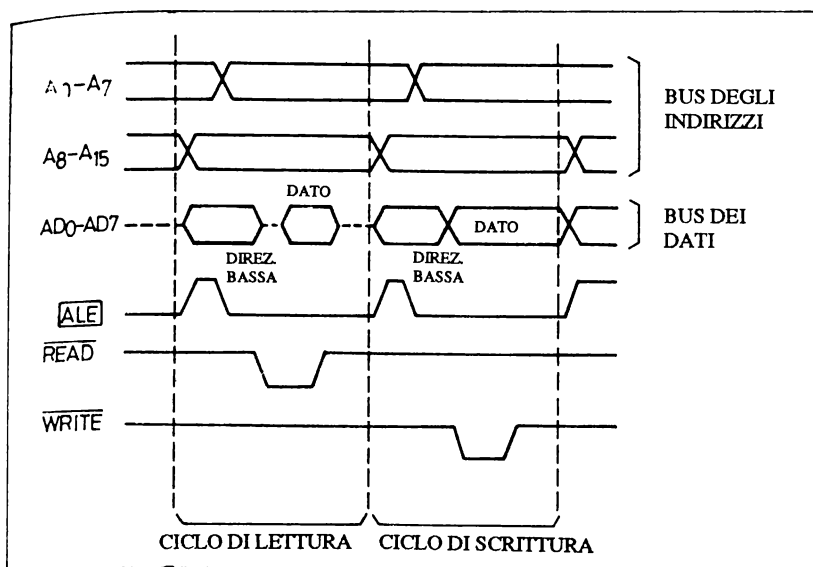 A7
BUS DEGLI
INDIRIZZI
A8-A15
DATO
AD0-AD7
DATO
BUS DEI
DATI
DIREZ.
BASSA
DIREZ.
BASSA
ALE
READ
WRITE
CICLO DI LETTURA
CICLO DI SCRITTURA